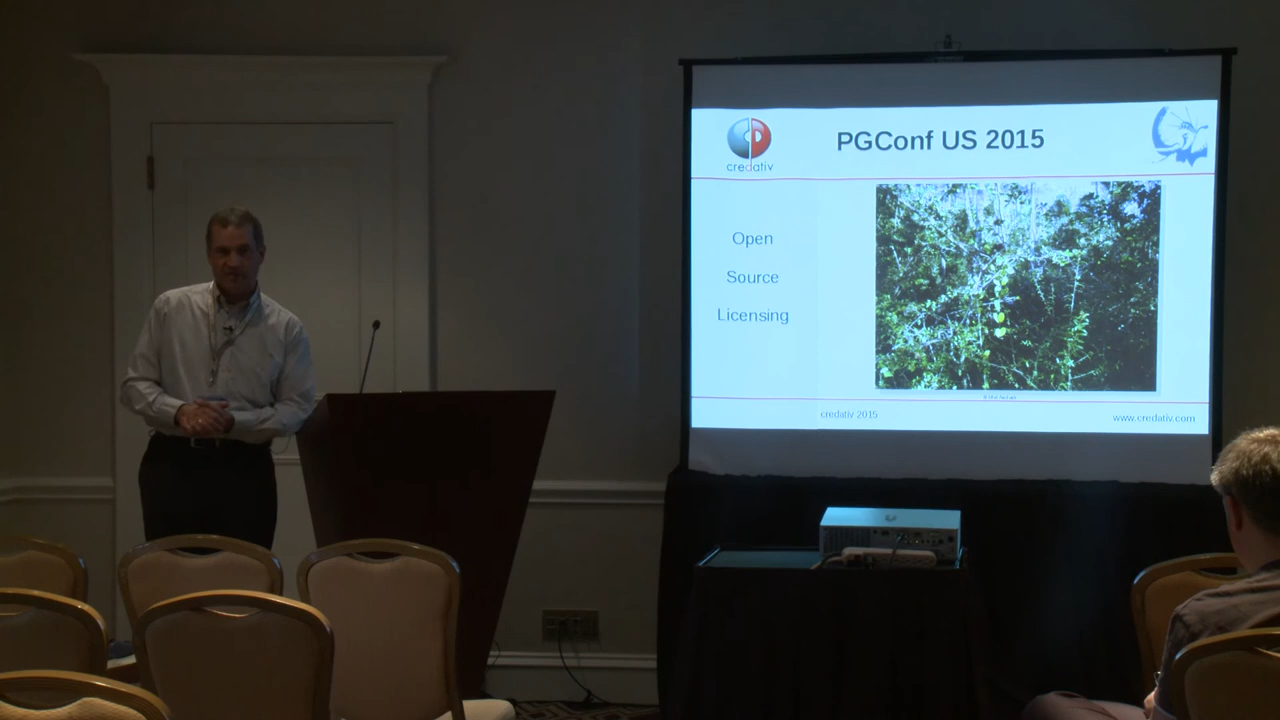 credativ
PGConf US 2015
Open
Source
Licensing
credativ 2015
www.credativ.com